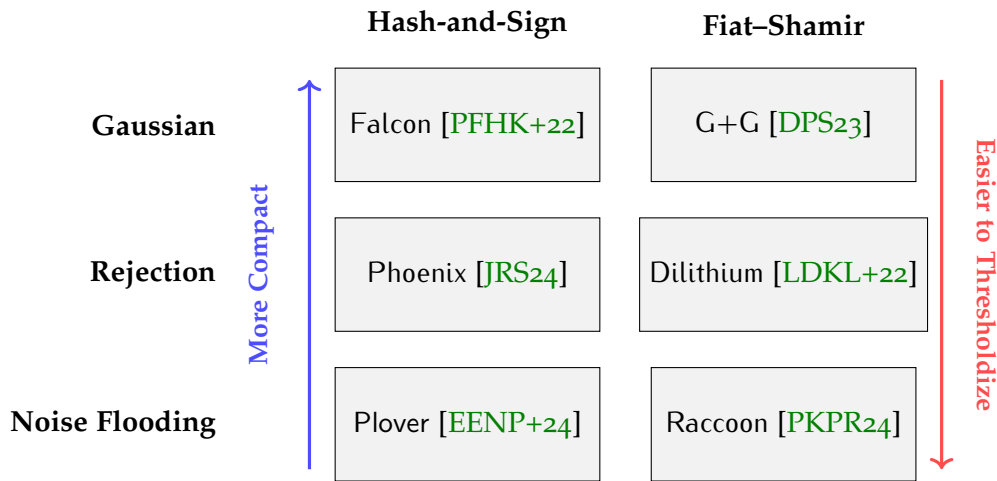 Hash-and-Sign
Fiat–Shamir
Gaussian
Falcon [PFHK+22]
G+G [DPS23]
Rejection
Phoenix [JRS24]
Dilithium [LDKL+22]
Noise Flooding
Plover [EENP+24]
Raccoon [PKPR24]
More Compact
Easier to Thresholdize